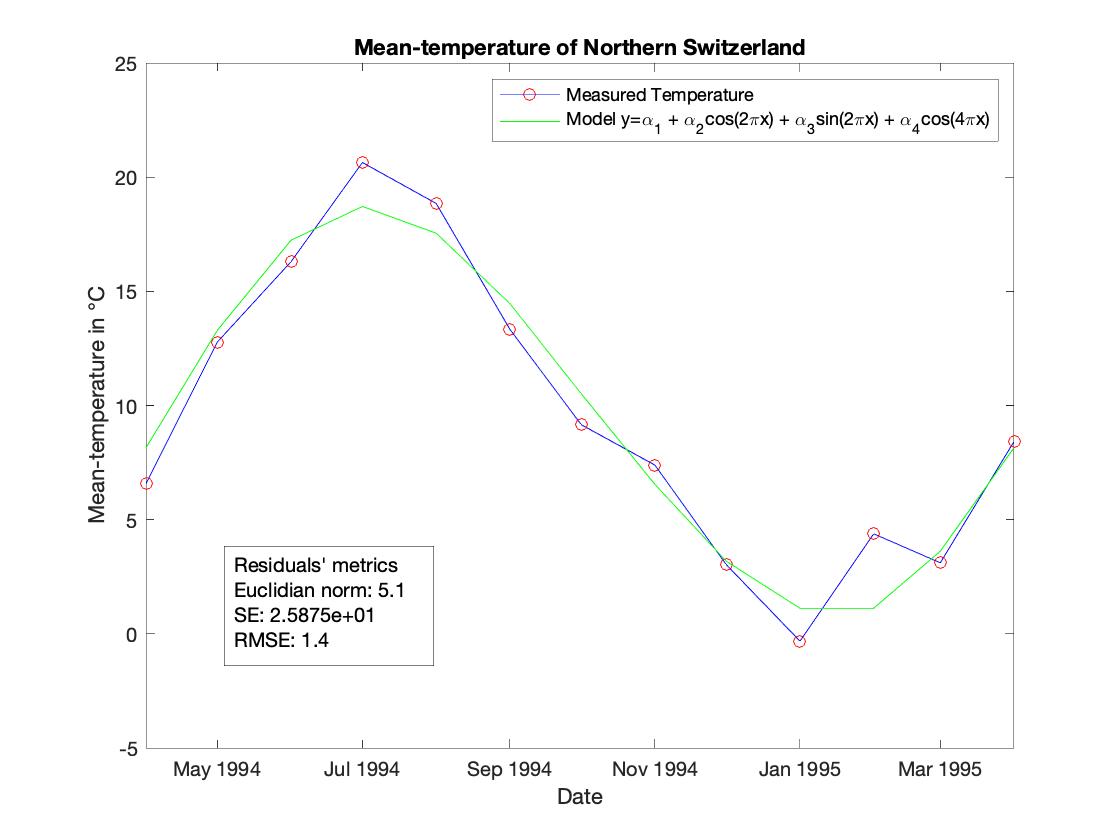 Mean-temperature of Northern Switzerland
25
Measured Temperature
Model y=α₁ + α₂cos(2πx) + α₃sin(2πx) + α₄cos(4πx)
20
15
10
5
0
-5
Mean-temperature in °C
Residuals' metrics
Euclidian norm: 5.1
SE: 2.5875e+01
RMSE: 1.4
May 1994 Jul 1994 Sep 1994 Nov 1994 Jan 1995 Mar 1995
Date